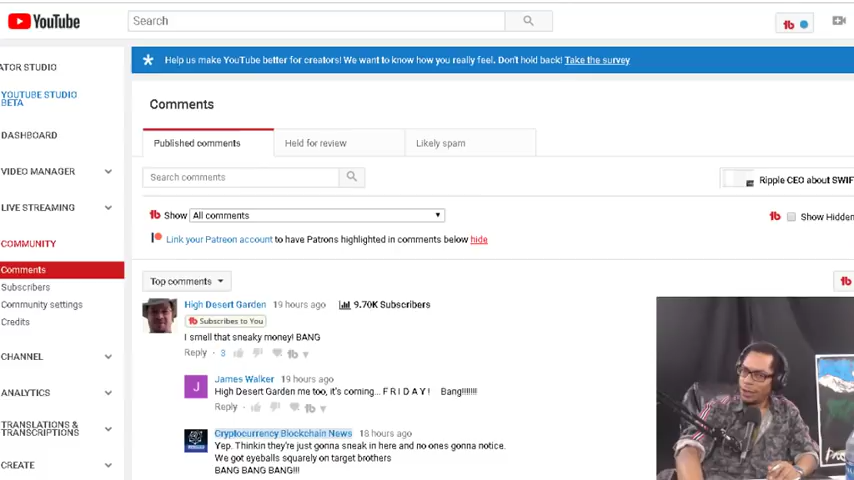 YouTube
Search
ATOR STUDIO
Help us make YouTube better for creators! We want to know how you really feel. Don't hold back! Take the survey
YOUTUBE STUDIO
BETA
Comments
DASHBOARD
Published comments Held for review Likely spam
VIDEO MANAGER
Search comments
Ripple CEO about SWIF
LIVE STREAMING
Show All comments
Show Hidden
COMMUNITY
Link your Patreon account to have Patrons highlighted in comments below hide
Comments
Subscribers
Community settings
Credits
CHANNEL
ANALYTICS
TRANSLATIONS &
TRANSCRIPTIONS
CREATE
Top comments
High Desert Garden 19 hours ago 9.70K Subscribers
Subscribes to You
I smell that sneaky money! BANG
Reply 3
James Walker 19 hours ago
High Desert Garden me too, it's coming... F R I D A Y ! Bang!!!!!!!
Reply
Cryptocurrency Blockchain News 18 hours ago
Yep. Thinkin they're just gonna sneak in here and no ones gonna notice.
We got eyeballs squarely on target brothers
BANG BANG BANG!!!